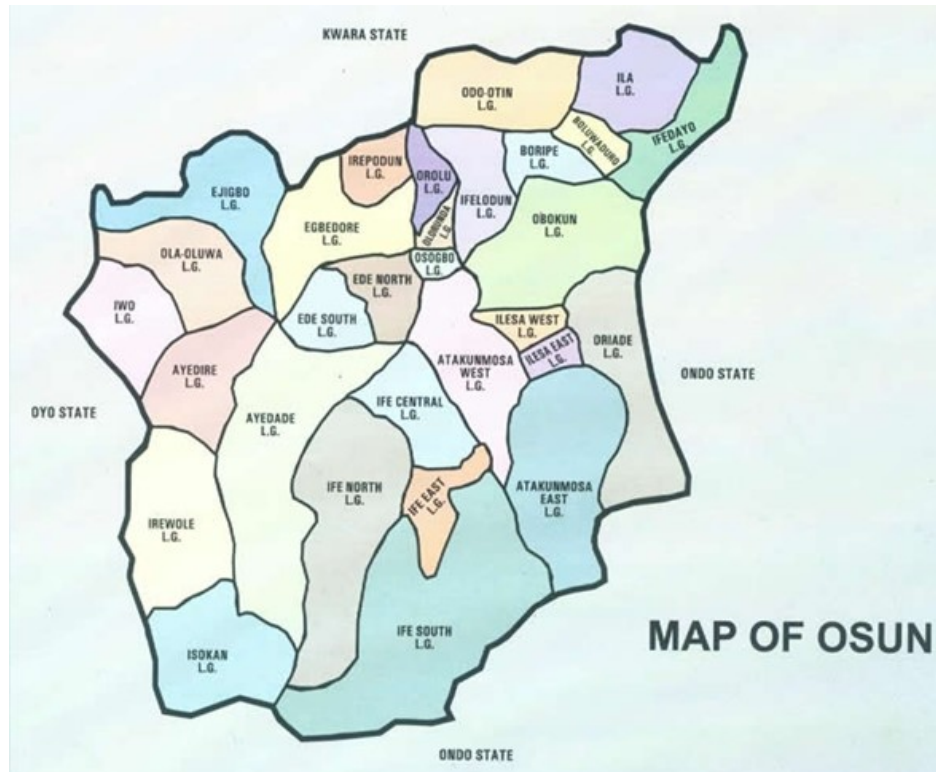 KWARA STATE
ODO-OTIN
L.G.
ILA
L.G.
BOLUWADURO
L.G.
IFEDAYO
L.G.
IREPODUN
L.G.
OROLU
L.G.
BORIPE
L.G.
EJIGBO
L.G.
IFELODUN
L.G.
EGBEDORE
L.G.
OLORUNDA
L.G.
OBOKUN
L.G.
OLA-OLUWA
L.G.
OSOGBO
L.G.
EDE NORTH
L.G.
IWO
L.G.
EDE SOUTH
L.G.
ILESA WEST
L.G.
ILESA EAST
L.G.
ORIADE
L.G.
ATAKUNMOSA
WEST
L.G.
AYEDIRE
L.G.
ONDO STATE
OYO STATE
AYEDADE
L.G.
IFE CENTRAL
L.G.
IFE NORTH
L.G.
IFE EAST
L.G.
ATAKUNMOSA
EAST
L.G.
IREWOLE
L.G.
IFE SOUTH
L.G.
MAP OF OSUN
ISOKAN
L.G.
ONDO STATE